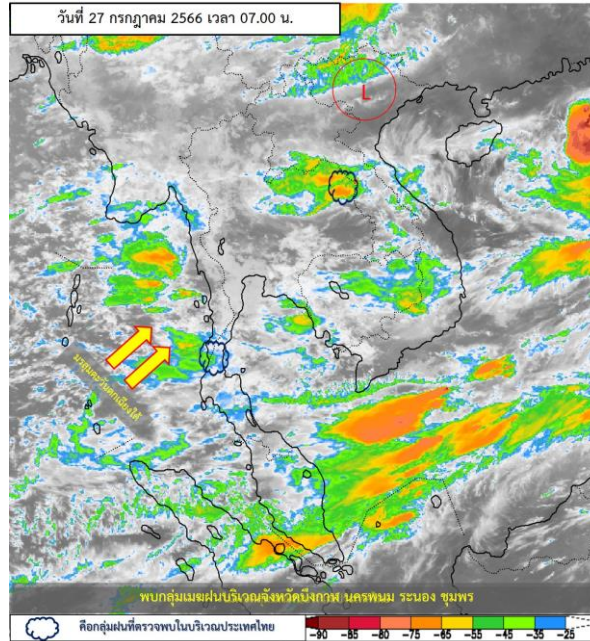 วันที่ 27 กรกฎาคม 2566 เวลา 07.00 น.
L
มรสุมตะวันตกเฉียงใต้
พบกลุ่มเมฆฝนบริเวณจังหวัดบึงกาฬ นครพนม ระนอง ชุมพร
คือกลุ่มฝนที่ตรวจพบในบริเวณประเทศไทย
-90 -85 -80 -75 -65 -55 -45 -35 -25